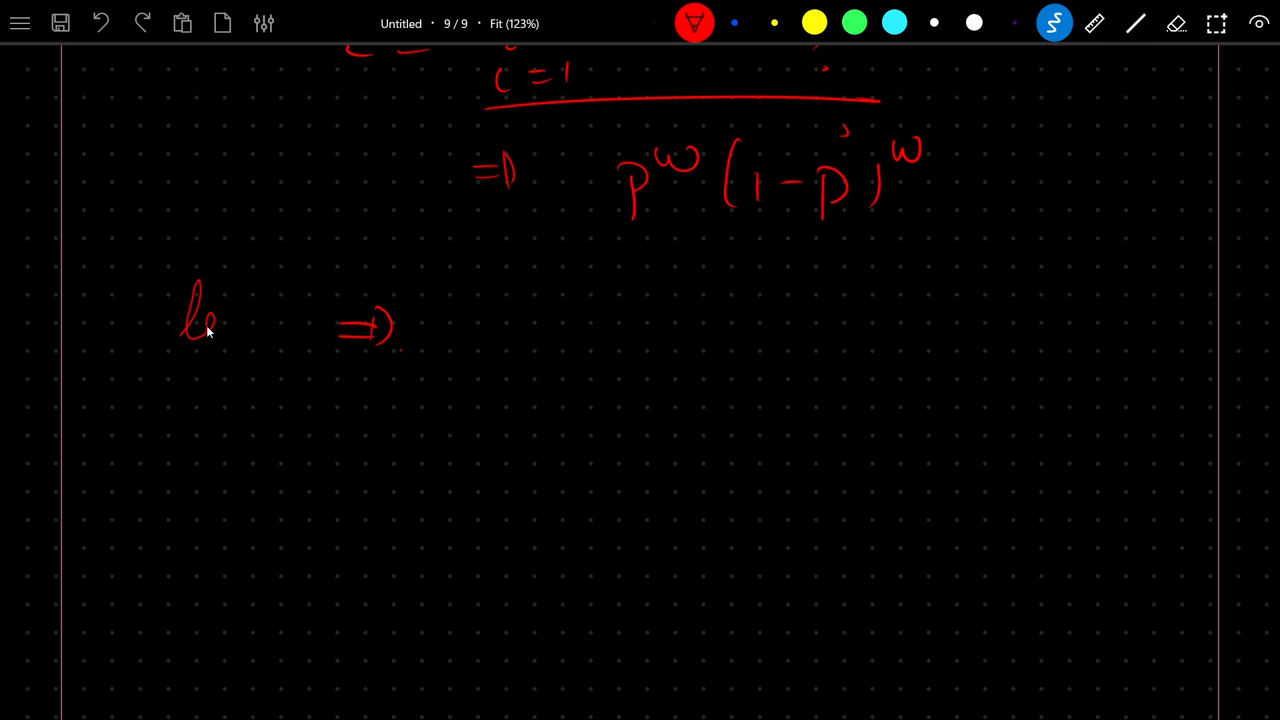 Untitled • 9 / 9 • Fit (123%)
c = 1
=> p^w (1 - p)^w
lo =>